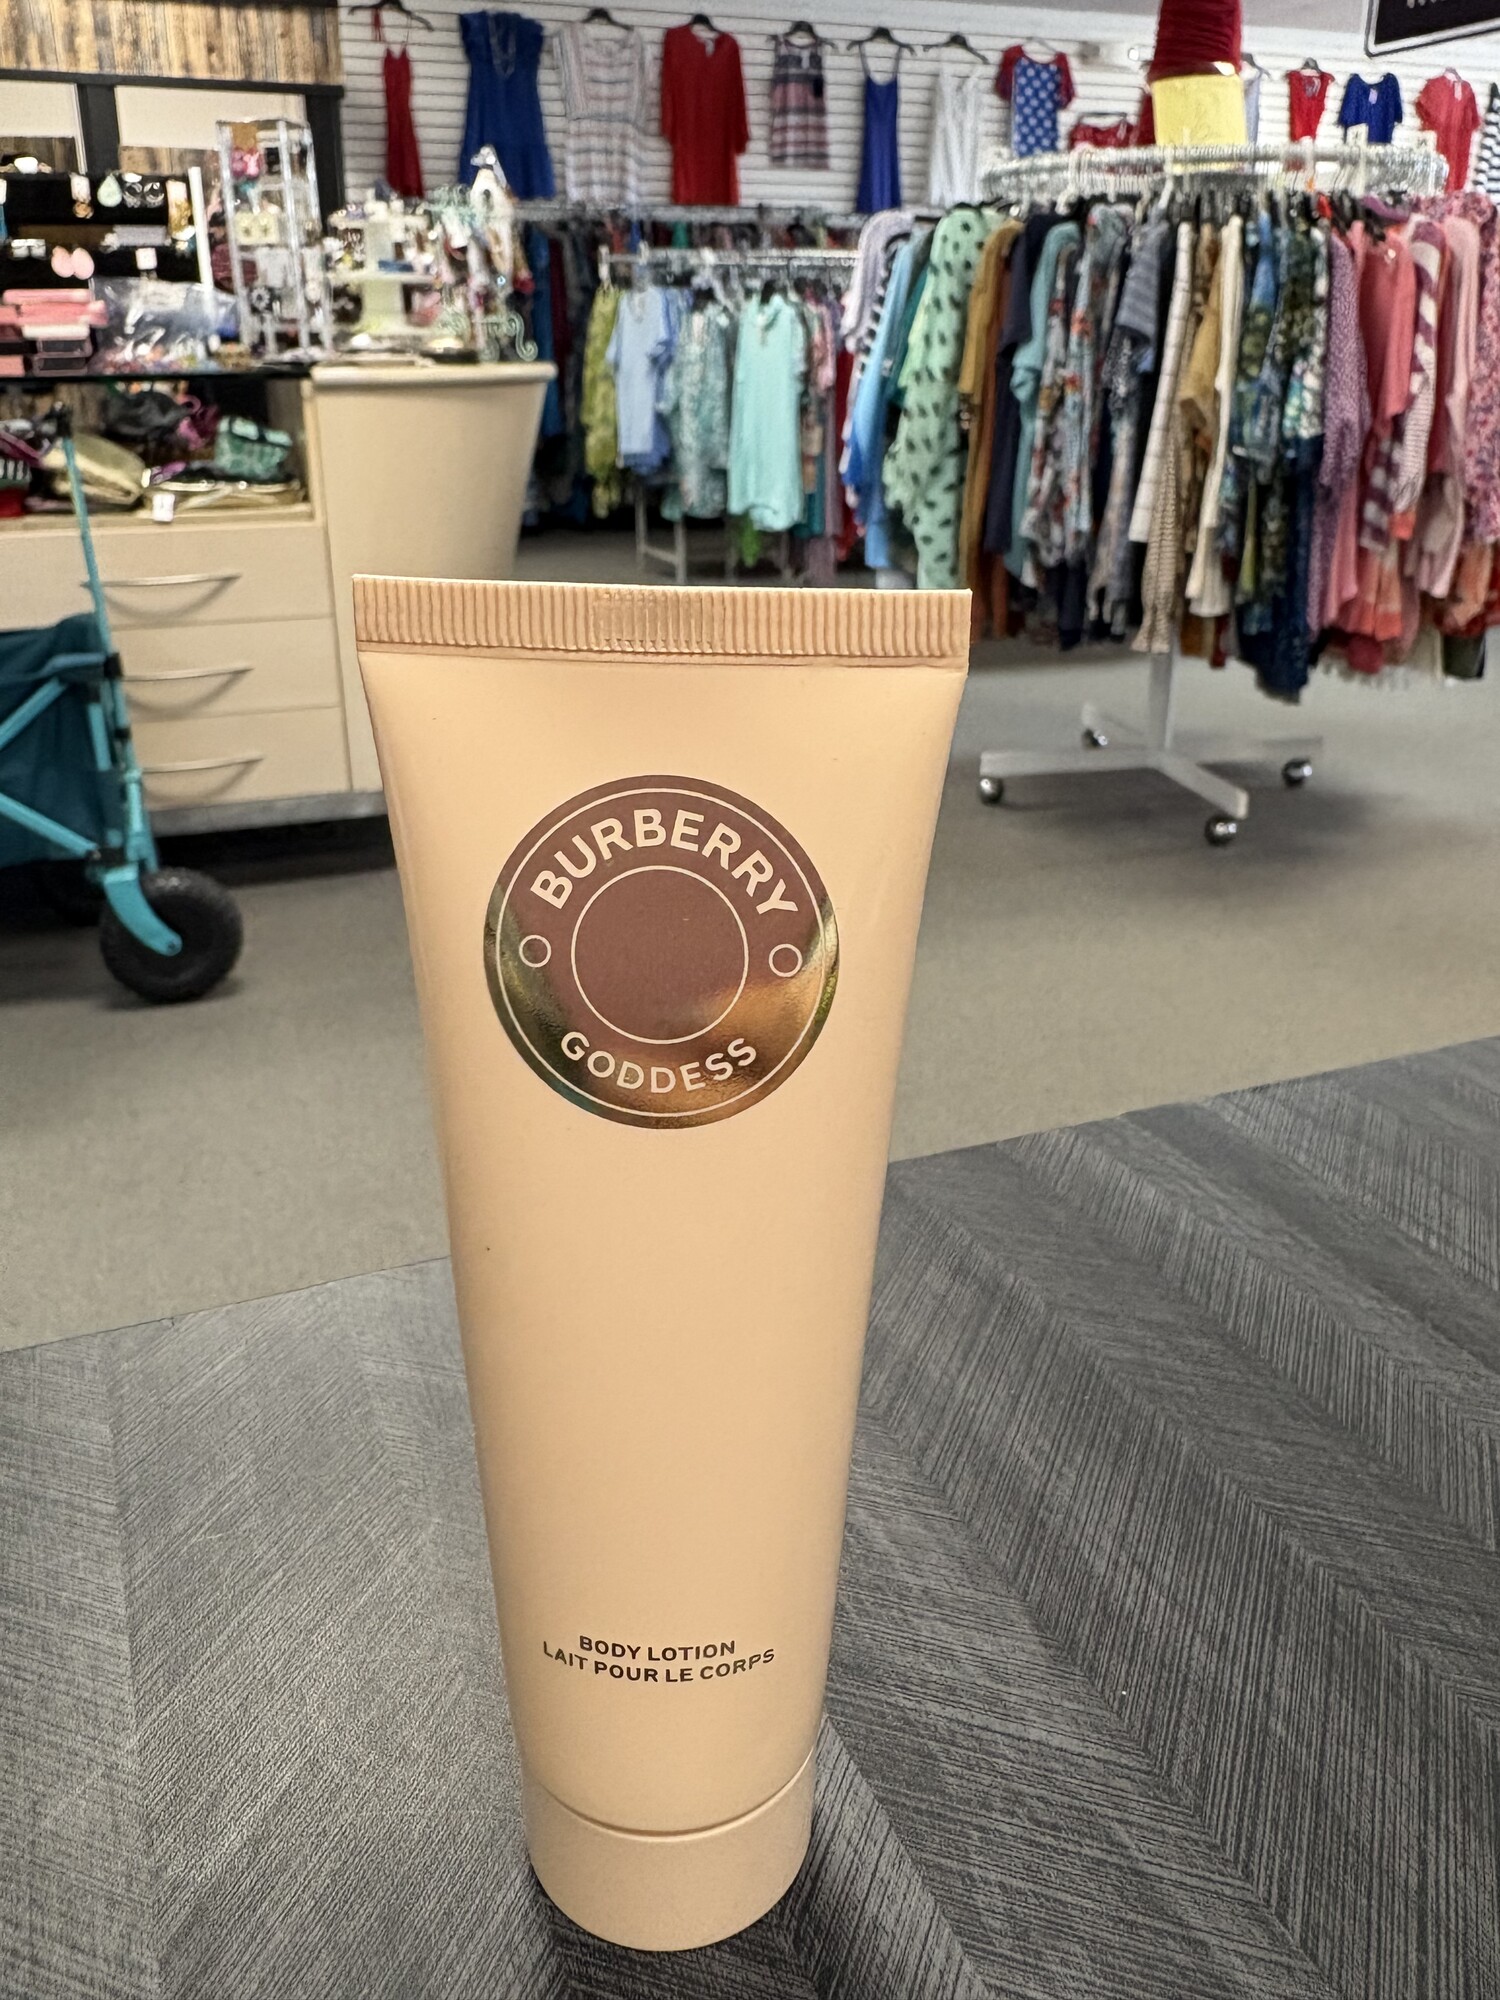 BURBERRY
GODDESS
BODY LOTION
LAIT POUR LE CORPS